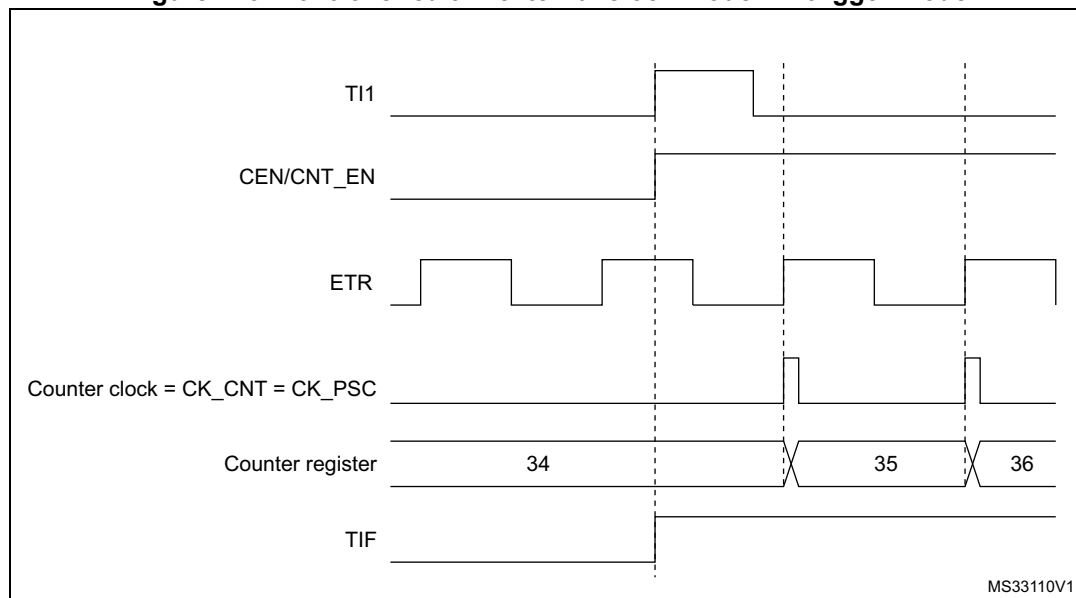 TI1
CEN/CNT_EN
ETR
Counter clock = CK_CNT = CK_PSC
Counter register
34
35
36
TIF
MS33110V1